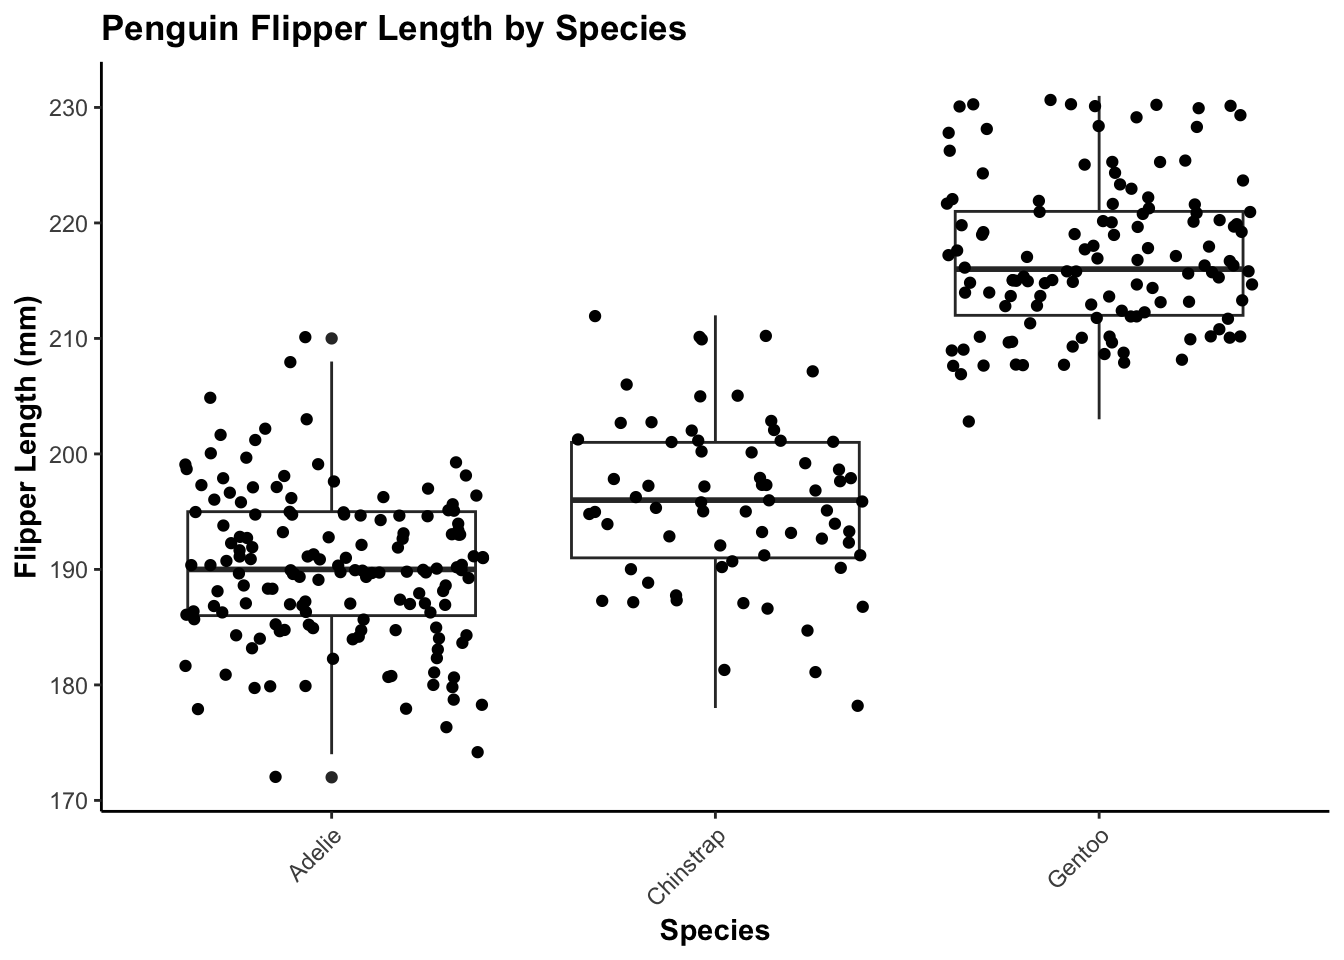 Penguin Flipper Length by Species
Flipper Length (mm)
230
220
210
200
190
180
170
Adelie
Chinstrap
Gentoo
Species